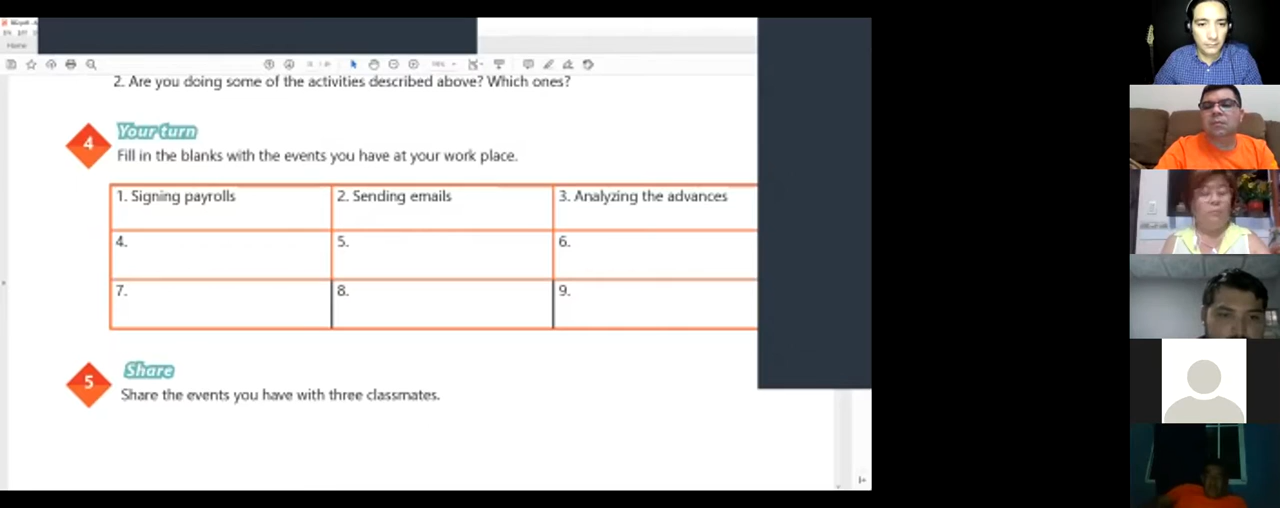 Home
2. Are you doing some of the activities described above? Which ones?
4
Your turn
Fill in the blanks with the events you have at your work place.
1. Signing payrolls
2. Sending emails
3. Analyzing the advances
4.
5.
6.
7.
8.
9.
5
Share
Share the events you have with three classmates.